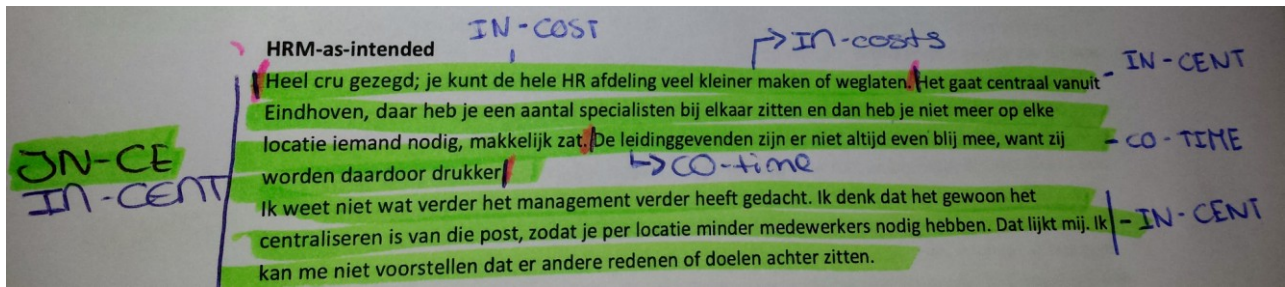 IN-COST
HRM-as-intended
→IN-costs
Heel cru gezegd; je kunt de hele HR afdeling veel kleiner maken of weglaten. Het gaat centraal vanuit
- IN-CENT
Eindhoven, daar heb je een aantal specialisten bij elkaar zitten en dan heb je niet meer op elke
locatie iemand nodig, makkelijk zat. De leidinggevenden zijn er niet altijd even blij mee, want zij
- CO-TIME
IN-CE
worden daardoor drukker
→CO-time
IN-CENT
Ik weet niet wat verder het management verder heeft gedacht. Ik denk dat het gewoon het
centraliseren is van die post, zodat je per locatie minder medewerkers nodig hebben. Dat lijkt mij. Ik
- IN-CENT
kan me niet voorstellen dat er andere redenen of doelen achter zitten.